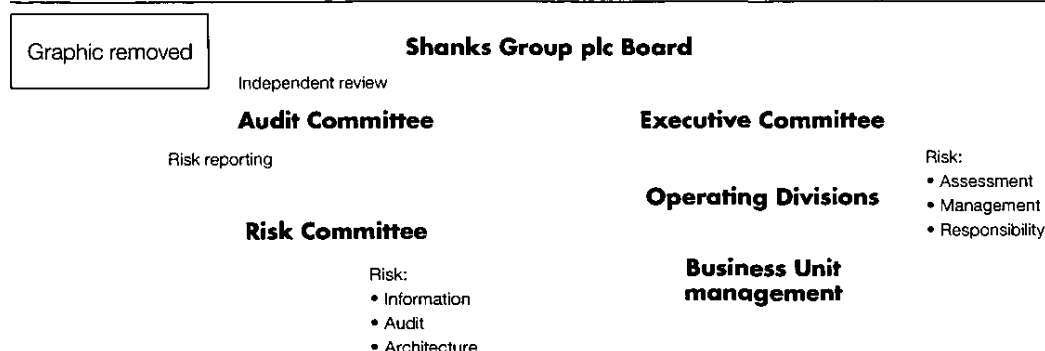 Graphic removed
Shanks Group plc Board
Independent review
Audit Committee
Executive Committee
Risk reporting
Risk:
• Assessment
• Management
• Responsibility
Operating Divisions
Risk Committee
Business Unit
management
Risk:
• Information
• Audit
• Architecture